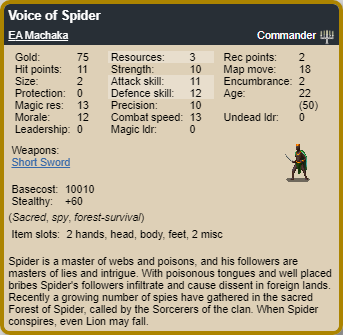 Voice of Spider
EA Machaka Commander
Gold: 75 Resources: 3 Rec points: 2
Hit points: 11 Strength: 10 Map move: 18
Size: 2 Attack skill: 11 Encumbrance: 2
Protection: 0 Defence skill: 12 Age: 22
Magic res: 13 Precision: 10 (50)
Morale: 12 Combat speed: 13 Undead ldr: 0
Leadership: 0 Magic ldr: 0
Weapons:
Short Sword
Basecost: 10010
Stealthy: +60
(Sacred, spy, forest-survival)
Item slots: 2 hands, head, body, feet, 2 misc
Spider is a master of webs and poisons, and his followers are
masters of lies and intrigue. With poisonous tongues and well placed
bribes Spider's followers infiltrate and cause dissent in foreign lands.
Recently a growing number of spies have gathered in the sacred
Forest of Spider, called by the Sorcerers of the clan. When Spider
conspires, even Lion may fall.